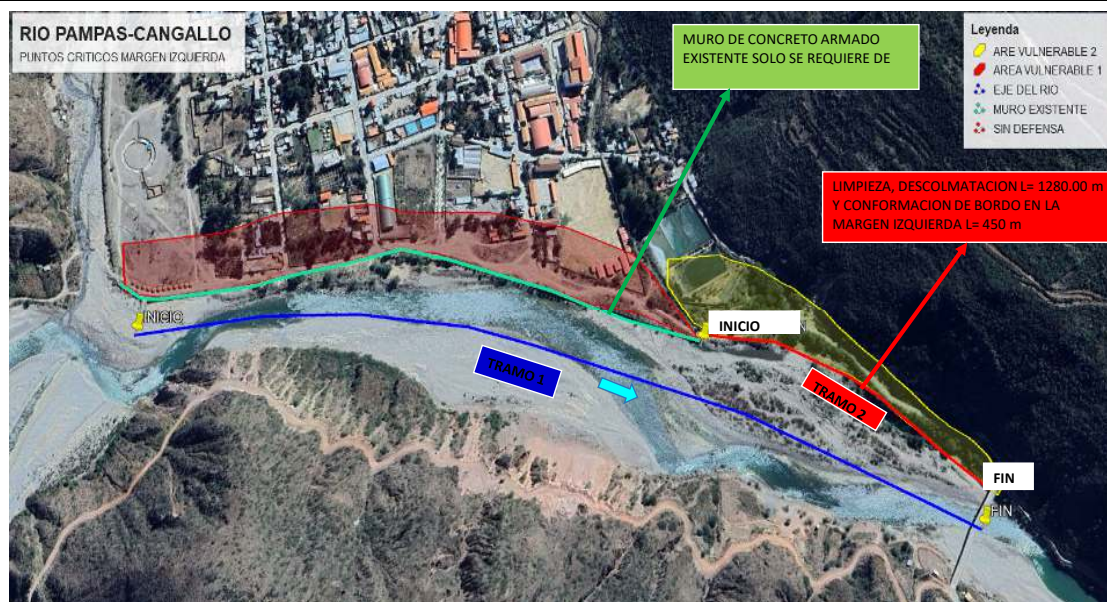 RIO PAMPAS-CANGALLO
PUNTOS CRITICOS MARGEN IZQUIERDA
MURO DE CONCRETO ARMADO
EXISTENTE SOLO SE REQUIERE DE
Leyenda
ARE VULNERABLE 2
AREA VULNERABLE 1
EJE DEL RIO
MURO EXISTENTE
SIN DEFENSA
LIMPIEZA, DESCOLMATACION L= 1280.00 m
Y CONFORMACION DE BORDO EN LA
MARGEN IZQUIERDA L= 450 m
INICIO
INICIO
TRAMO 1
TRAMO 2
FIN
FIN